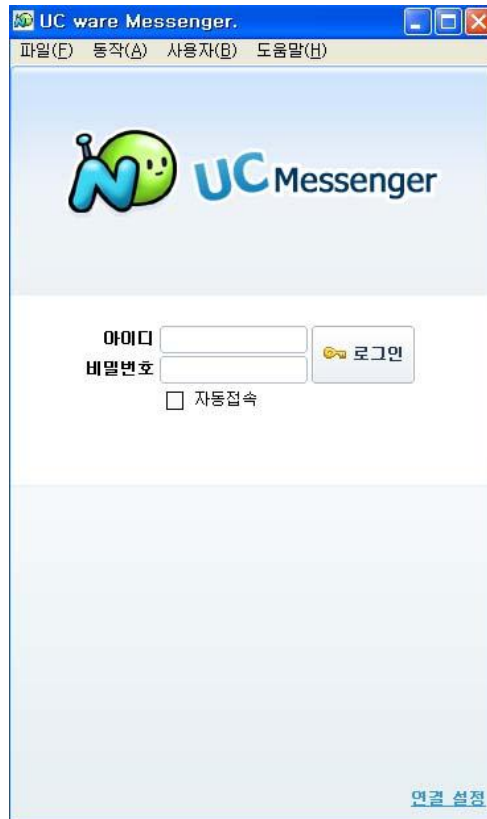 UC ware Messenger.
파일(F) 동작(A) 사용자(B) 도움말(H)
UC Messenger
아이디
비밀번호
로그인
자동접속
연결 설정